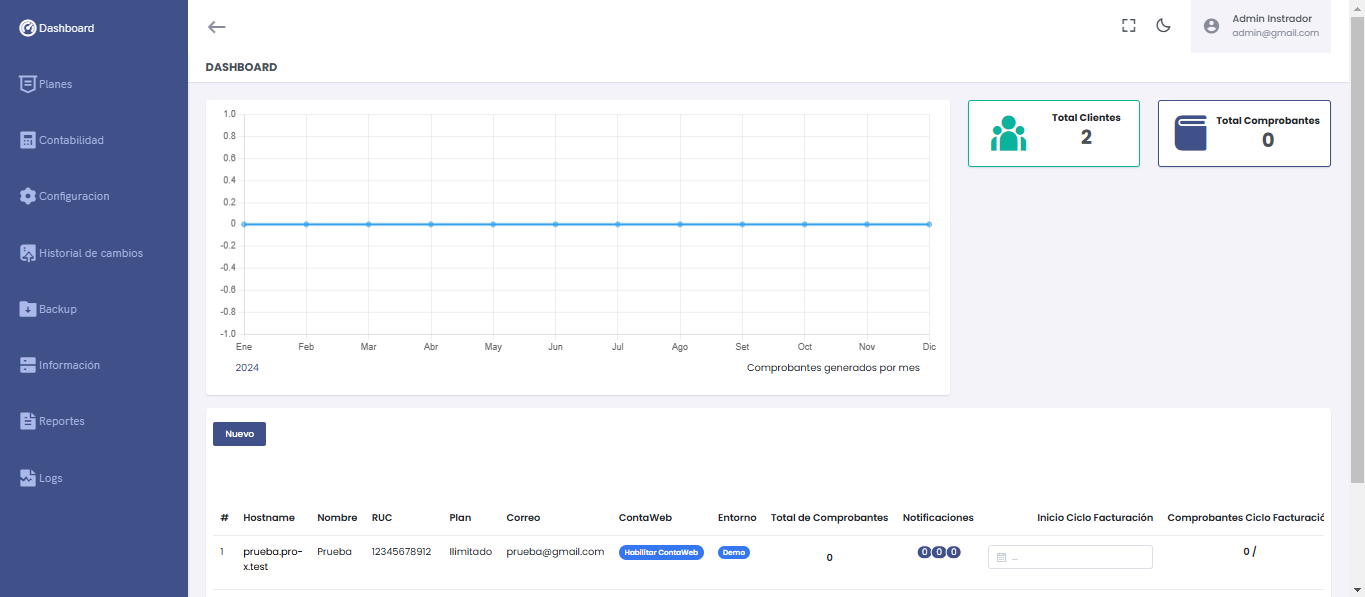 Dashboard
Planes
Contabilidad
Configuracion
Historial de cambios
Backup
Información
Reportes
Logs
Admin Instrador
admin@gmail.com
DASHBOARD
1.0
0.8
0.6
0.4
0.2
0
-0.2
-0.4
-0.6
-0.8
-1.0
Ene Feb Mar Abr May Jun Jul Ago Set Oct Nov Dic
2024 Comprobantes generados por mes
Total Clientes
2
Total Comprobantes
0
Nuevo
# Hostname Nombre RUC Plan Correo ContaWeb Entorno Total de Comprobantes Notificaciones Inicio Ciclo Facturación Comprobantes Ciclo Facturació
1 prueba.pro- Prueba 12345678912 Ilimitado prueba@gmail.com Habilitar ContaWeb Demo 0 0 0 0 ... 0 /
x.test